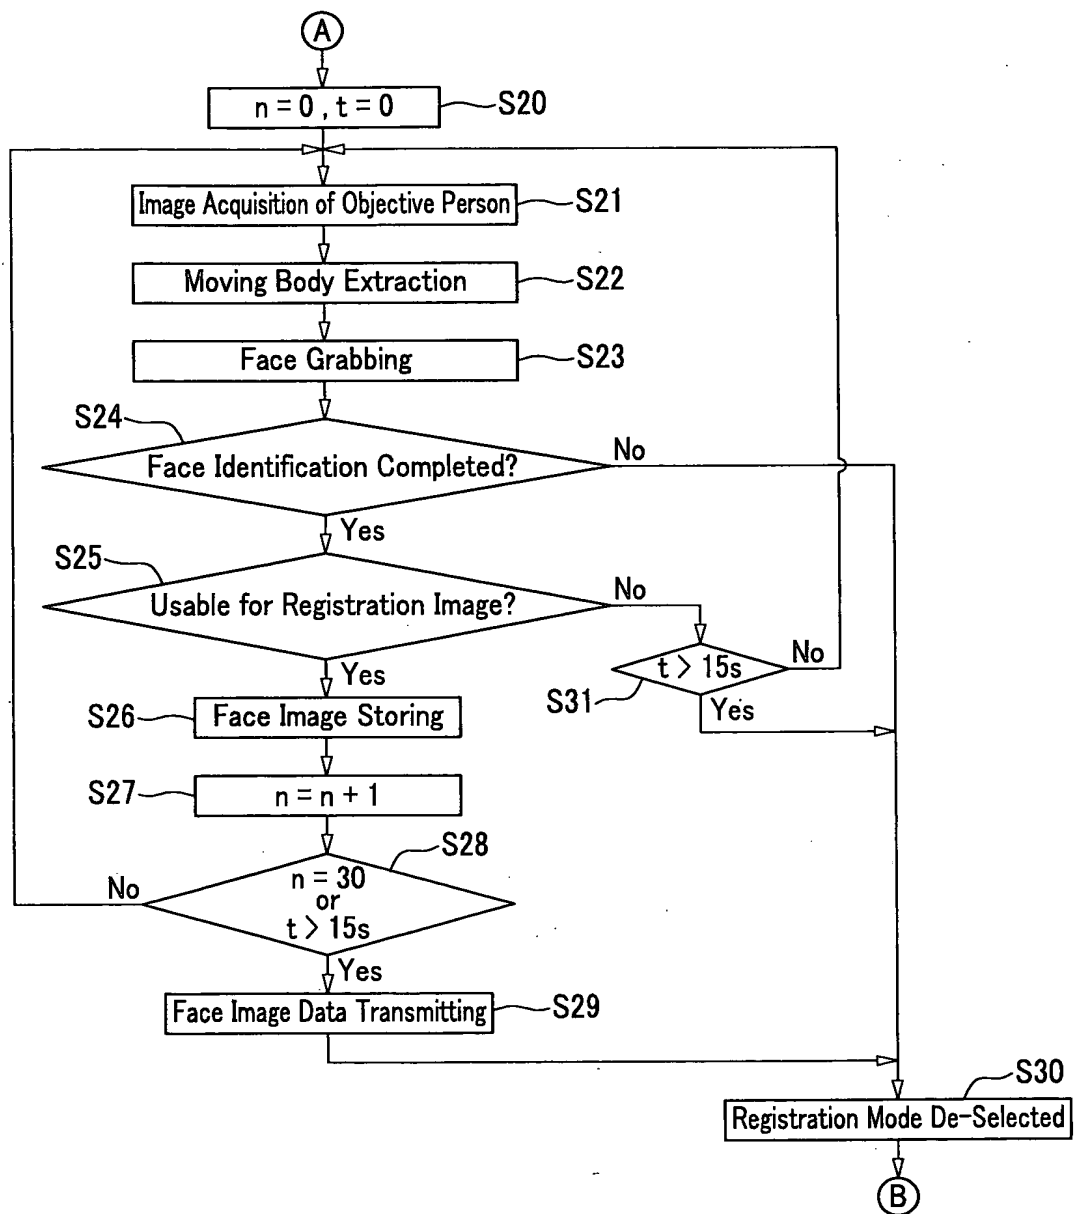 A
n = 0 , t = 0
S20
Image Acquisition of Objective Person
S21
Moving Body Extraction
S22
Face Grabbing
S23
S24
Face Identification Completed?
No
Yes
S25
Usable for Registration Image?
No
Yes
t > 15s
No
S31
Yes
S26
Face Image Storing
S27
n = n + 1
S28
No
n = 30
or
t > 15s
Yes
Face Image Data Transmitting
S29
S30
Registration Mode De-Selected
B